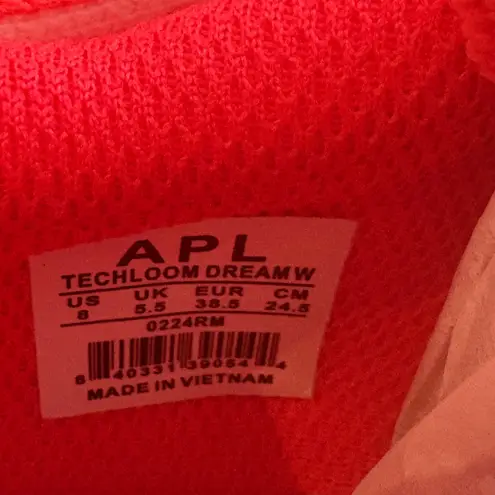 APL
TECHLOOM DREAM W
US UK EUR CM
8 5.5 38.5 24.5
0224RM
8 40331 39054 4
MADE IN VIETNAM